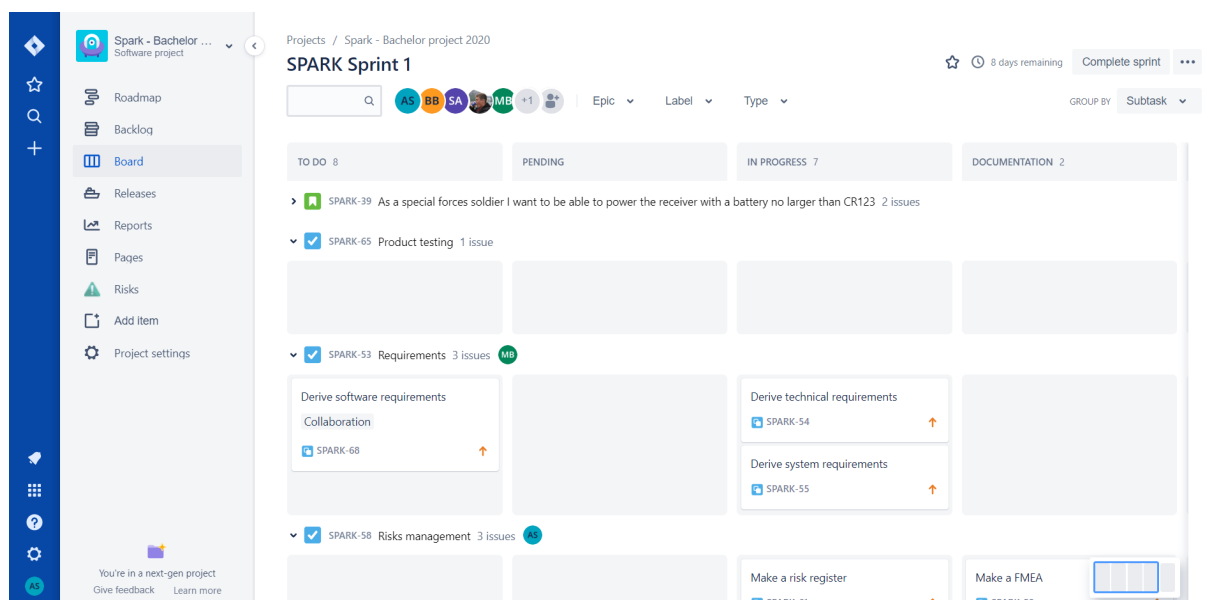 Spark - Bachelor ...
Software project
Roadmap
Backlog
Board
Releases
Reports
Pages
Risks
Add item
Project settings
You're in a next-gen project
Give feedback Learn more
AS
Projects / Spark - Bachelor project 2020
SPARK Sprint 1
8 days remaining
Complete sprint
AS BB SA MB +1
Epic
Label
Type
GROUP BY Subtask
TO DO 8
PENDING
IN PROGRESS 7
DOCUMENTATION 2
SPARK-39 As a special forces soldier I want to be able to power the receiver with a battery no larger than CR123 2 issues
SPARK-65 Product testing 1 issue
SPARK-53 Requirements 3 issues MB
Derive software requirements
Collaboration
SPARK-68
Derive technical requirements
SPARK-54
Derive system requirements
SPARK-55
SPARK-58 Risks management 3 issues AS
Make a risk register
Make a FMEA